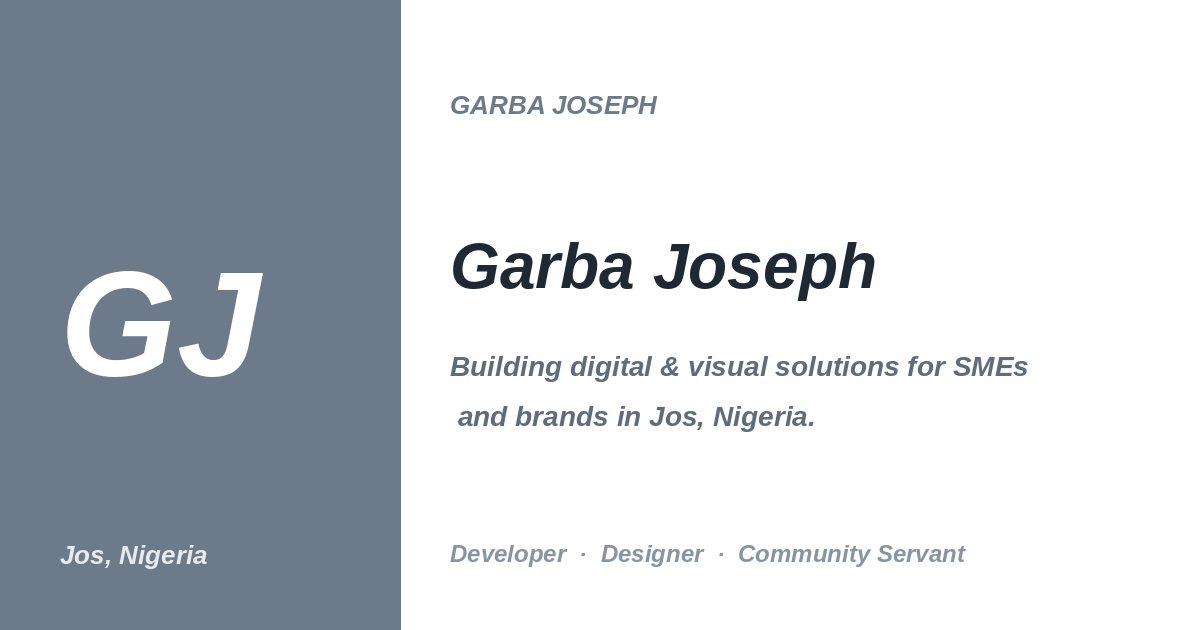 GJ
Jos, Nigeria
GARBA JOSEPH
Garba Joseph
Building digital & visual solutions for SMEs
and brands in Jos, Nigeria.
Developer · Designer · Community Servant